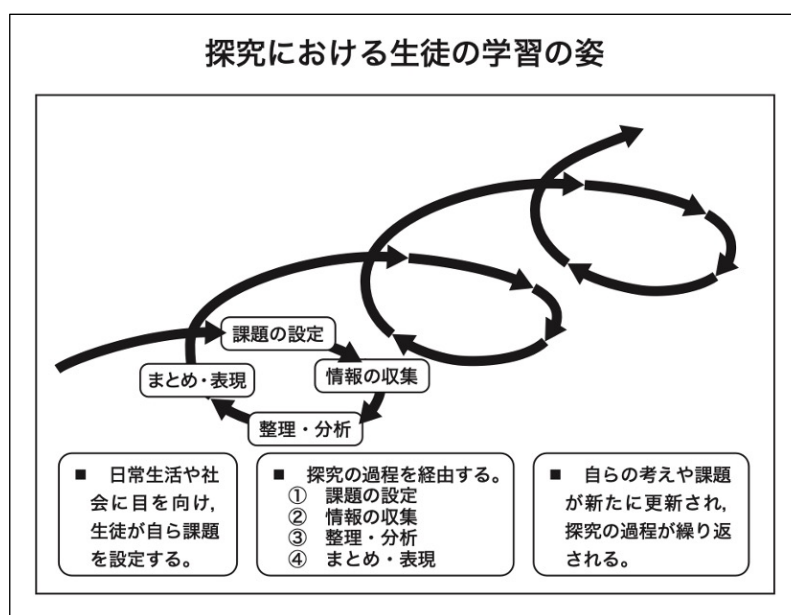 探究における生徒の学習の姿
課題の設定
情報の収集
整理・分析
まとめ・表現
■ 日常生活や社
会に目を向け,
生徒が自ら課題
を設定する。
■ 探究の過程を経由する。
① 課題の設定
② 情報の収集
③ 整理・分析
④ まとめ・表現
■ 自らの考えや課題
が新たに更新され,
探究の過程が繰り返
される。